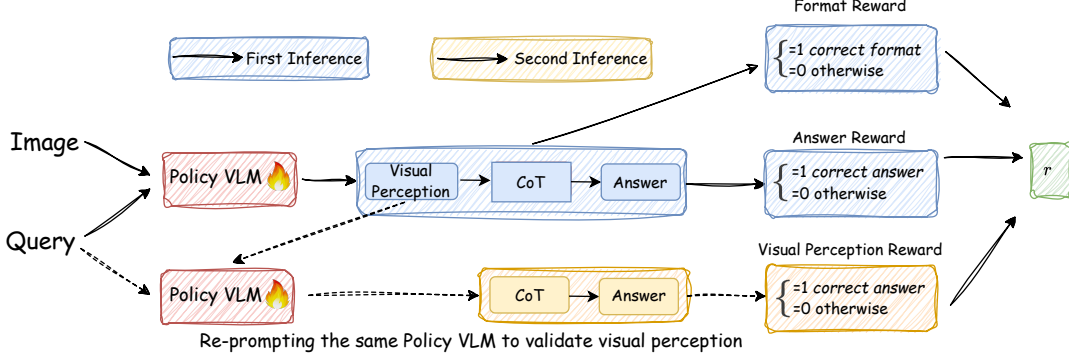 Format Reward
First Inference
Second Inference
=1 correct format
=0 otherwise
Image
Query
Policy VLM
Visual
Perception
CoT
Answer
Answer Reward
=1 correct answer
=0 otherwise
r
Policy VLM
CoT
Answer
Visual Perception Reward
=1 correct answer
=0 otherwise
Re-prompting the same Policy VLM to validate visual perception